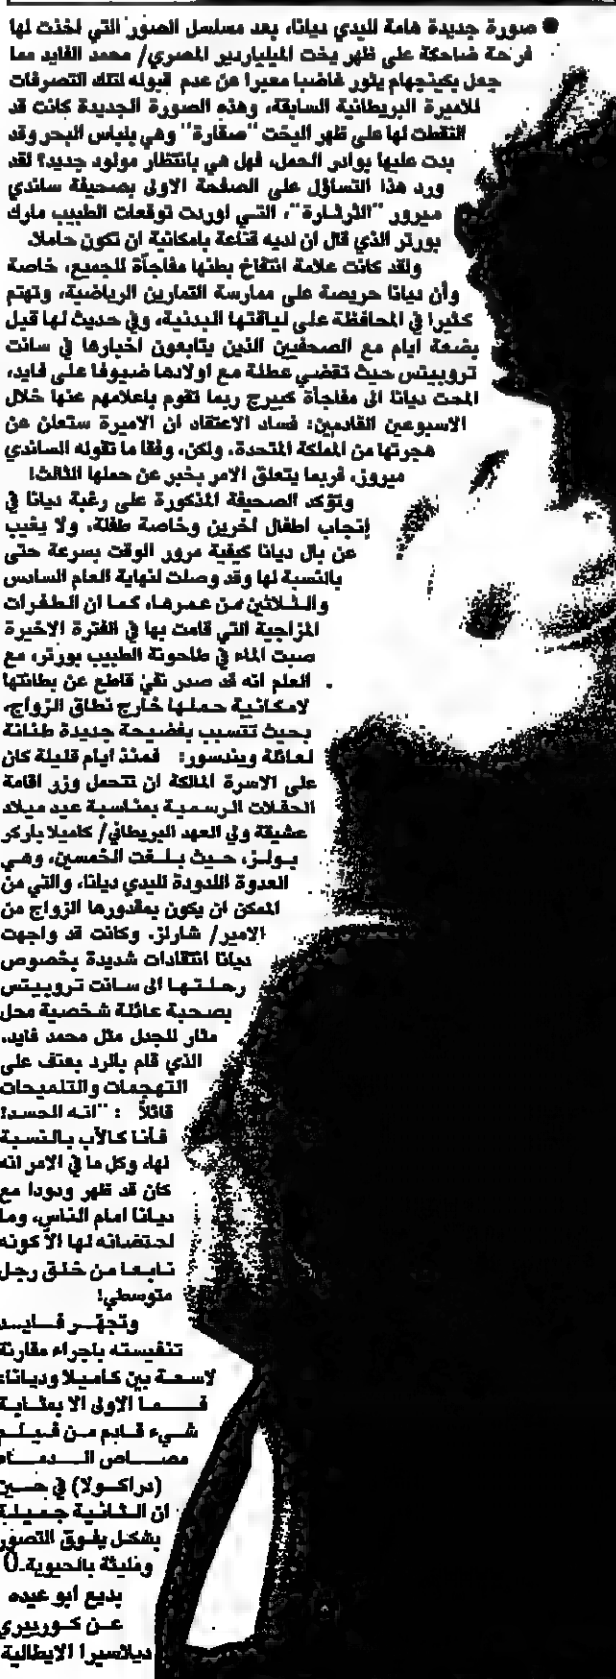 ● صورة جديدة هامة لليدي ديانا، بعد مسلسل الصور التي اخذت لها
فرحة ضاحكة على ظهر يخت الميلياردير المصري/ محمد الفايد مما
جعل بكينجهام يثور غاضبا معبرا عن عدم قبوله لتلك التصرفات
للاميرة البريطانية السابقة، وهذه الصورة الجديدة كانت قد
التقطت لها على ظهر اليخت "صقارة" وهي بلباس البحر وقد
بدت عليها بوادر الحمل، فهل هي بانتظار مولود جديد؟ لقد
ورد هذا التساؤل على الصفحة الاولى بصحيفة ساندي
ميرور "الثرثارة"، التي اوردت توقعات الطبيب مارك
بورتر الذي قال ان لديه قناعة بامكانية ان تكون حاملا.
ولقد كانت علامة انتفاخ بطنها مفاجأة للجميع، خاصة
وأن ديانا حريصة على ممارسة التمارين الرياضية، وتهتم
كثيرا في المحافظة على لياقتها البدنية، وفي حديث لها قبل
بضعة ايام مع الصحفيين الذين يتابعون اخبارها في سانت
تروبيتس حيث تقضي عطلة مع اولادها ضيوفا على فايد،
المحت ديانا الى مفاجأة كبيرج ربما تقوم باعلامهم عنها خلال
الاسبوعين القادمين: فساد الاعتقاد ان الاميرة ستعلن عن
هجرتها من المملكة المتحدة، ولكن، وفقا ما تقوله الساندي
ميروز، فربما يتعلق الامر بخبر عن حملها الثالث!
وتؤكد الصحيفة المذكورة على رغبة ديانا في
إنجاب اطفال اخرين وخاصة طفلة، ولا يغيب
عن بال ديانا كيفية مرور الوقت بسرعة حتى
بالنسبة لها وقد وصلت لنهاية العام السادس
والثلاثين من عمرها، كما ان الطفرات
المزاجية التي قامت بها في الفترة الاخيرة
صبت الماء في طاحونة الطبيب بورتر، مع
العلم انه قد صدر نفي قاطع عن بطانتها
لامكانية حملها خارج نطاق الزواج،
بحيث تتسبب بفضيحة جديدة طنانة
لعائلة ويندسور: فمنذ ايام قليلة كان
على الاسرة المالكة ان تتحمل وزر اقامة
الحفلات الرسمية بمناسبة عيد ميلاد
عشيقة ولي العهد البريطاني/ كاميلا باركر
بولز، حيث بلغت الخمسين، وهي
العدوة اللدودة لليدي ديانا، والتي من
الممكن ان يكون بمقدورها الزواج من
الامير/ شارلز. وكانت قد واجهت
ديانا انتقادات شديدة بخصوص
رحلتها الى سانت تروبيتس
بصحبة عائلة شخصية محل
مثار للجدل مثل محمد فايد،
الذي قام بالرد بعنف على
التهجمات والتلميحات
قائلاً : "انه الحسد!
فأنا كالأب بالنسبة
لها، وكل ما في الامر انه
كان قد ظهر ودودا مع
ديانا امام الناس، وما
احتضانه لها الا كونه
نابعا من خلق رجل
متوسطي!
وتجهر فايد
تنفيسته باجراء مقارنة
لاسعة بين كاميلا وديانا:
فما الاولى الا بمثابة
شيء قادم من فيلم
مصاص الدماء
(دراكولا) في حين
ان الثانية جميلة
بشكل يفوق التصور
ومليئة بالحيوية.0
بديع ابو عيده
عن كورييري
ديلاسيرا الايطالية